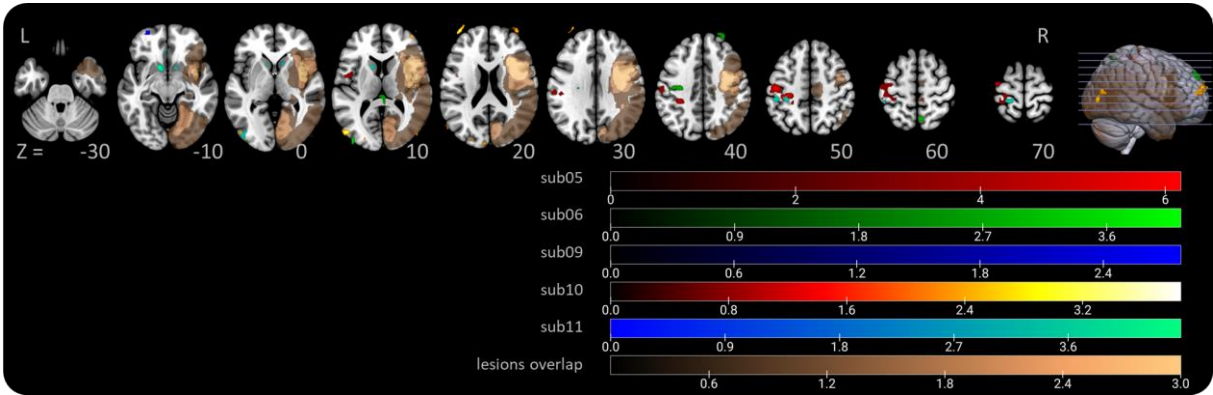 L
R
Z = -30 -10 0 10 20 30 40 50 60 70
sub05
0 2 4 6
sub06
0.0 0.9 1.8 2.7 3.6
sub09
0.0 0.6 1.2 1.8 2.4
sub10
0.0 0.8 1.6 2.4 3.2
sub11
0.0 0.9 1.8 2.7 3.6
lesions overlap
0.6 1.2 1.8 2.4 3.0